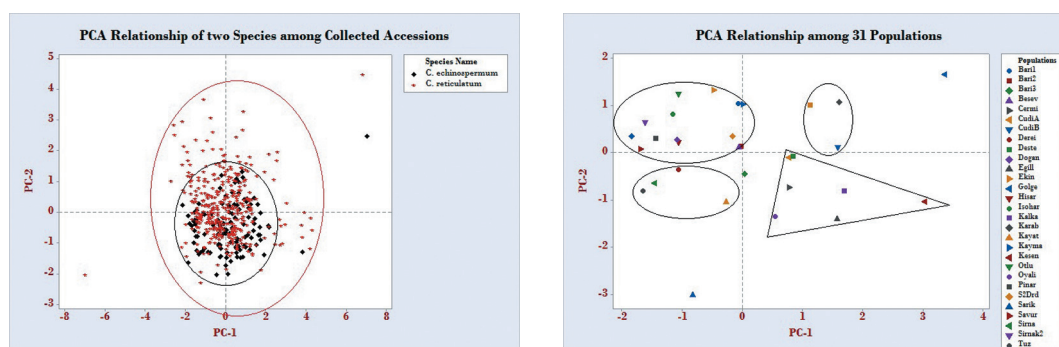 PCA Relationship of two Species among Collected Accessions
Species Name
C. echinospermum
C. reticulatum
5
4
3
2
1
0
-1
-2
-3
PC-2
-8
-6
-4
-2
0
2
4
6
8
PC-1
PCA Relationship among 31 Populations
2
1
0
-1
-2
-3
PC-2
-2
-1
0
1
2
3
4
PC-1
Populations
Bari1
Bari2
Bari3
Besev
Cermi
CudiA
CudiB
Derei
Deste
Dogan
Egill
Ekin
Golge
Hisar
Isohar
Kalka
Karab
Kayat
Kayma
Kesen
Otlu
Oyali
Pinar
S2Drd
Sarik
Savur
Sirna
Sirnak2
Tuz